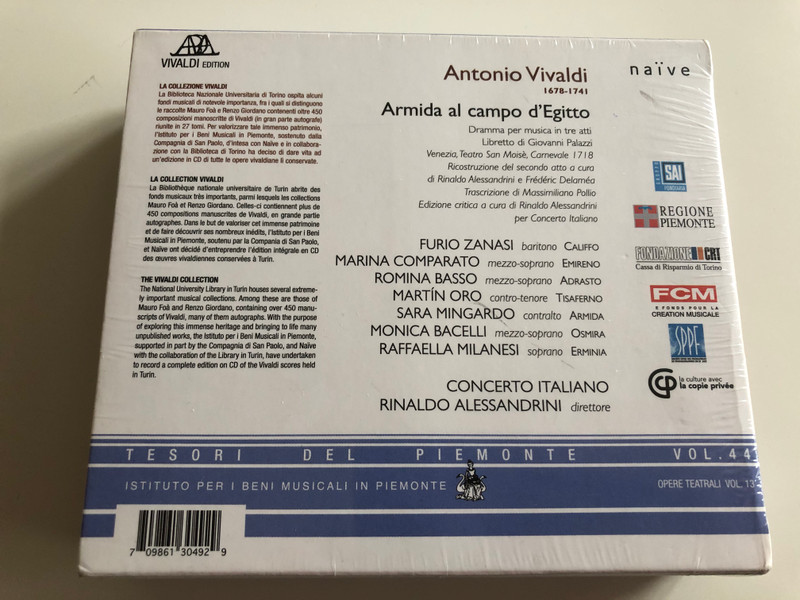 VIVALDI EDITION
LA COLLEZIONE VIVALDI
La Biblioteca Nazionale Universitaria di Torino ospita alcuni
fondi musicali di notevole importanza, fra i quali si distinguono
le raccolte Mauro Foà e Renzo Giordano contenenti oltre 450
composizioni manoscritte di Vivaldi (in gran parte autografe)
riunite in 27 tomi. Per valorizzare tale immenso patrimonio,
l'Istituto per i Beni Musicali in Piemonte, sostenuto dalla
Compagnia di San Paolo, d'intesa con Naïve e in collabora-
zione con la Biblioteca di Torino ha deciso di dare vita ad
un'edizione in CD di tutte le opere vivaldiane lì conservate.
LA COLLECTION VIVALDI
La Bibliothèque nationale universitaire de Turin abrite des
fonds musicaux très importants, parmi lesquels les collections
Mauro Foà et Renzo Giordano. Celles-ci contiennent plus de
450 compositions manuscrites de Vivaldi, en grande partie
autographes. Dans le but de valoriser cet immense patrimoine
et de faire découvrir ses nombreux inédits, l'Istituto per i Beni
Musicali in Piemonte, soutenu par la Compania di San Paolo,
et Naïve ont décidé d'entreprendre l'édition intégrale en CD
des œuvres vivaldiennes conservées à Turin.
THE VIVALDI COLLECTION
The National University Library in Turin houses several extreme-
ly important musical collections. Among these are those of
Mauro Foà and Renzo Giordano, containing over 450 manu-
scripts of Vivaldi, many of them autographs. With the purpose
of exploring this immense heritage and bringing to life many
unpublished works, the Istituto per i Beni Musicali in Piemonte,
supported in part by the Compagnia di San Paolo, and Naïve
with the collaboration of the Library in Turin, have undertaken
to record a complete edition on CD of the Vivaldi scores held
in Turin.
Antonio Vivaldi
1678-1741
Armida al campo d'Egitto
Dramma per musica in tre atti
Libretto di Giovanni Palazzi
Venezia, Teatro San Moisè, Carnevale 1718
Ricostruzione del secondo atto a cura
di Rinaldo Alessandrini e Frédéric Delaméa
Trascrizione di Massimiliano Pollio
Edizione critica a cura di Rinaldo Alessandrini
per Concerto Italiano
FURIO ZANASI baritono CALIFFO
MARINA COMPARATO mezzo-soprano EMIRENO
ROMINA BASSO mezzo-soprano ADRASTO
MARTÍN ORO contro-tenore TISAFERNO
SARA MINGARDO contralto ARMIDA
MONICA BACELLI mezzo-soprano OSMIRA
RAFFAELLA MILANESI soprano ERMINIA
CONCERTO ITALIANO
RINALDO ALESSANDRINI direttore
naïve
SAI
REGIONE
PIEMONTE
FONDAZIONE CRT
Cassa di Risparmio di Torino
FCM
FONDS POUR LA
CREATION MUSICALE
SPPF
la culture avec
la copie privée
TESORI DEL PIEMONTE VOL. 44
ISTITUTO PER I BENI MUSICALI IN PIEMONTE
OPERE TEATRALI VOL. 13
7 09861 30492 9